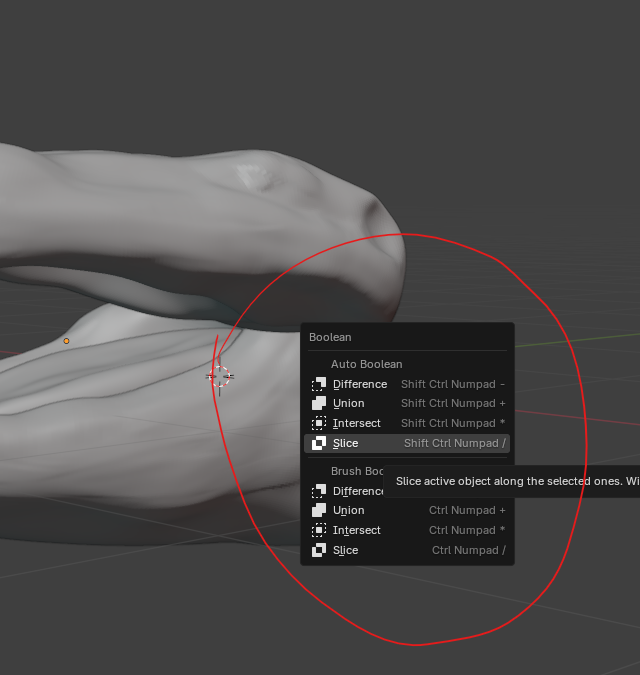 Boolean
Auto Boolean
Difference Shift Ctrl Numpad -
Union Shift Ctrl Numpad +
Intersect Shift Ctrl Numpad *
Slice Shift Ctrl Numpad /
Brush Boo
Slice active object along the selected ones. Wi
Difference
Union Ctrl Numpad +
Intersect Ctrl Numpad *
Slice Ctrl Numpad /